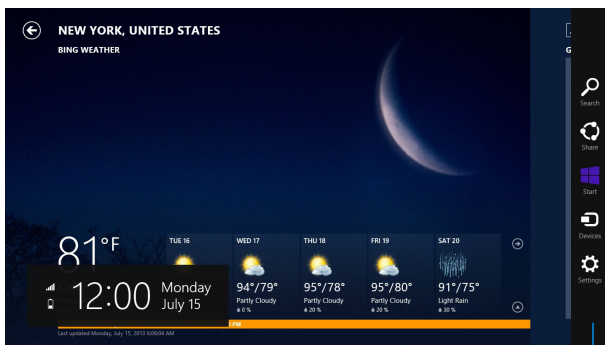 NEW YORK, UNITED STATES
BING WEATHER
G
Search
Share
Start
Devices
Settings
81°F
TUE 16
WED 17
94°/79°
Partly Cloudy
0 %
THU 18
95°/78°
Partly Cloudy
20 %
FRI 19
95°/80°
Partly Cloudy
20 %
SAT 20
91°/75°
Light Rain
30 %
12:00
Monday
July 15
PM
Last updated Monday, July 15, 2013 6:06:04 AM